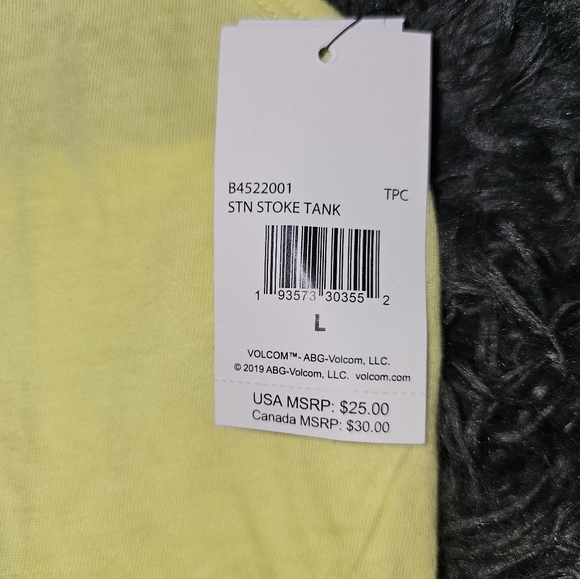 B4522001 TPC
STN STOKE TANK
1 93573 30355 2
L
VOLCOM™- ABG-Volcom, LLC.
© 2019 ABG-Volcom, LLC. volcom.com
USA MSRP: $25.00
Canada MSRP: $30.00